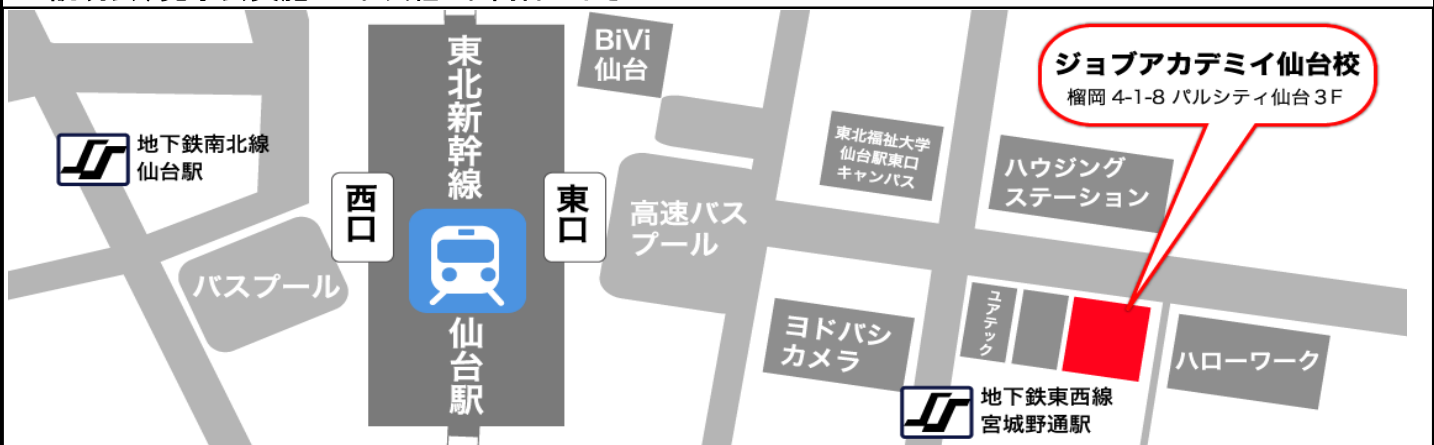 東北新幹線
仙台駅
BiVi
仙台
ジョブアカデミイ仙台校
榴岡 4-1-8 パルシティ仙台3F
地下鉄南北線
仙台駅
東北福祉大学
仙台駅東口
キャンパス
ハウジング
ステーション
西口
東口
高速バス
プール
バスプール
ヨドバシ
カメラ
ユアテック
ハローワーク
地下鉄東西線
宮城野通駅